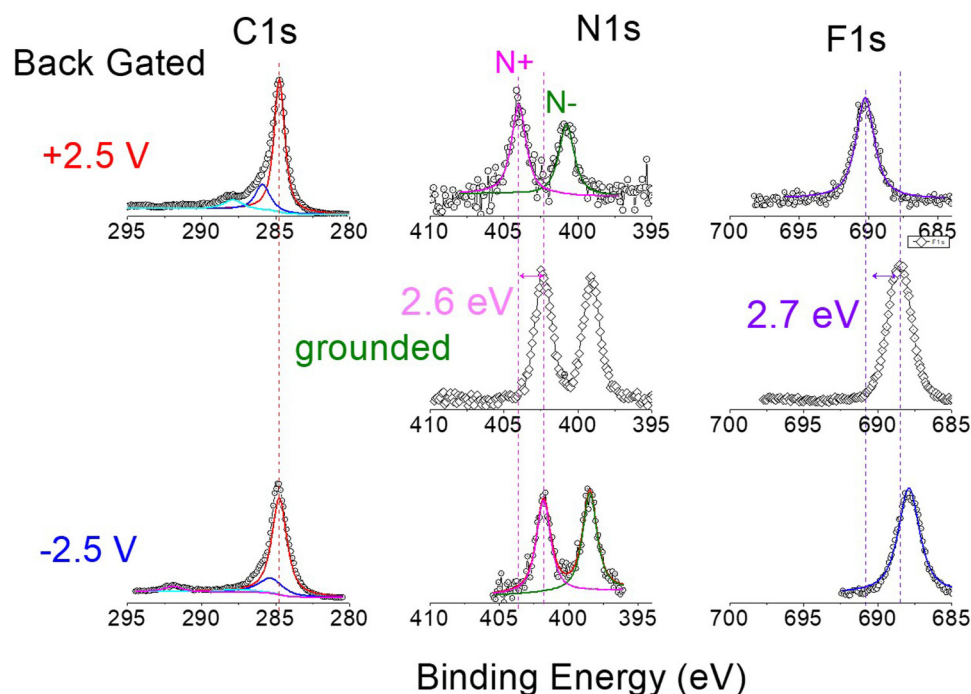 C1s
N1s
F1s
Back Gated
N+
N-
+2.5 V
295 290 285 280
410 405 400 395
700 695 690 685
F1s
2.6 eV
2.7 eV
grounded
410 405 400 395
700 695 690 685
-2.5 V
295 290 285 280
410 405 400 395
700 695 690 685
Binding Energy (eV)